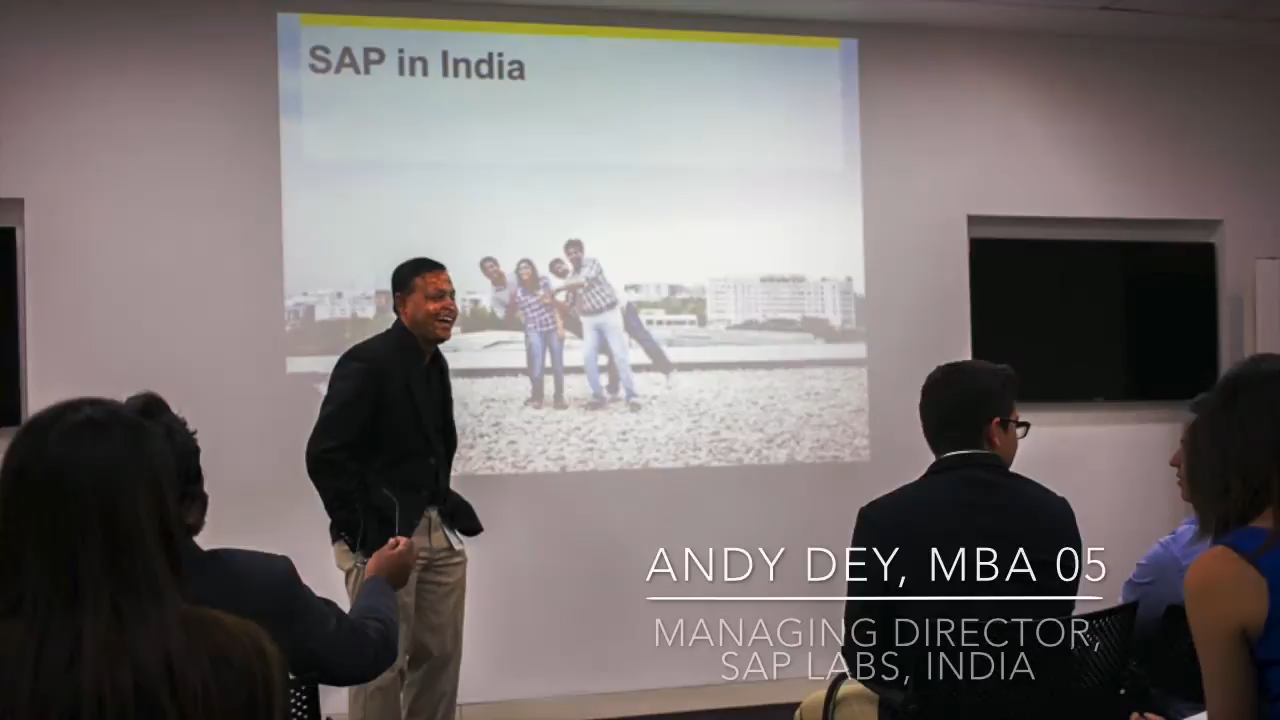 SAP in India
ANDY DEY, MBA 05
MANAGING DIRECTOR,
SAP LABS, INDIA